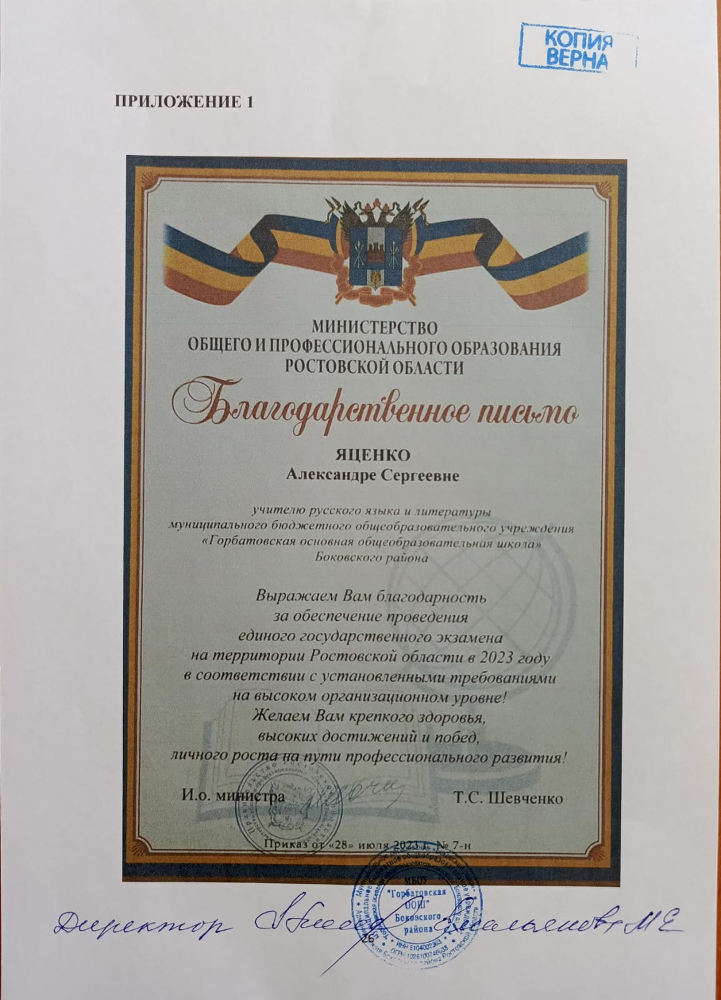 КОПИЯ
ВЕРНА
ПРИЛОЖЕНИЕ 1
МИНИСТЕРСТВО
ОБЩЕГО И ПРОФЕССИОНАЛЬНОГО ОБРАЗОВАНИЯ
РОСТОВСКОЙ ОБЛАСТИ
Благодарственное письмо
ЯЦЕНКО
Александре Сергеевне
учителю русского языка и литературы
муниципального бюджетного общеобразовательного учреждения
«Горбатовская основная общеобразовательная школа»
Боковского района
Выражаем Вам благодарность
за обеспечение проведения
единого государственного экзамена
на территории Ростовской области в 2023 году
в соответствии с установленными требованиями
на высоком организационном уровне!
Желаем Вам крепкого здоровья,
высоких достижений и побед,
личного роста на пути профессионального развития!
И.о. министра Т.С. Шевченко
Приказ от «28» июля 2023 г. № 7-н
МБОУ
"Горбатовская
ООШ"
Боковского
района
Директор М Е
26